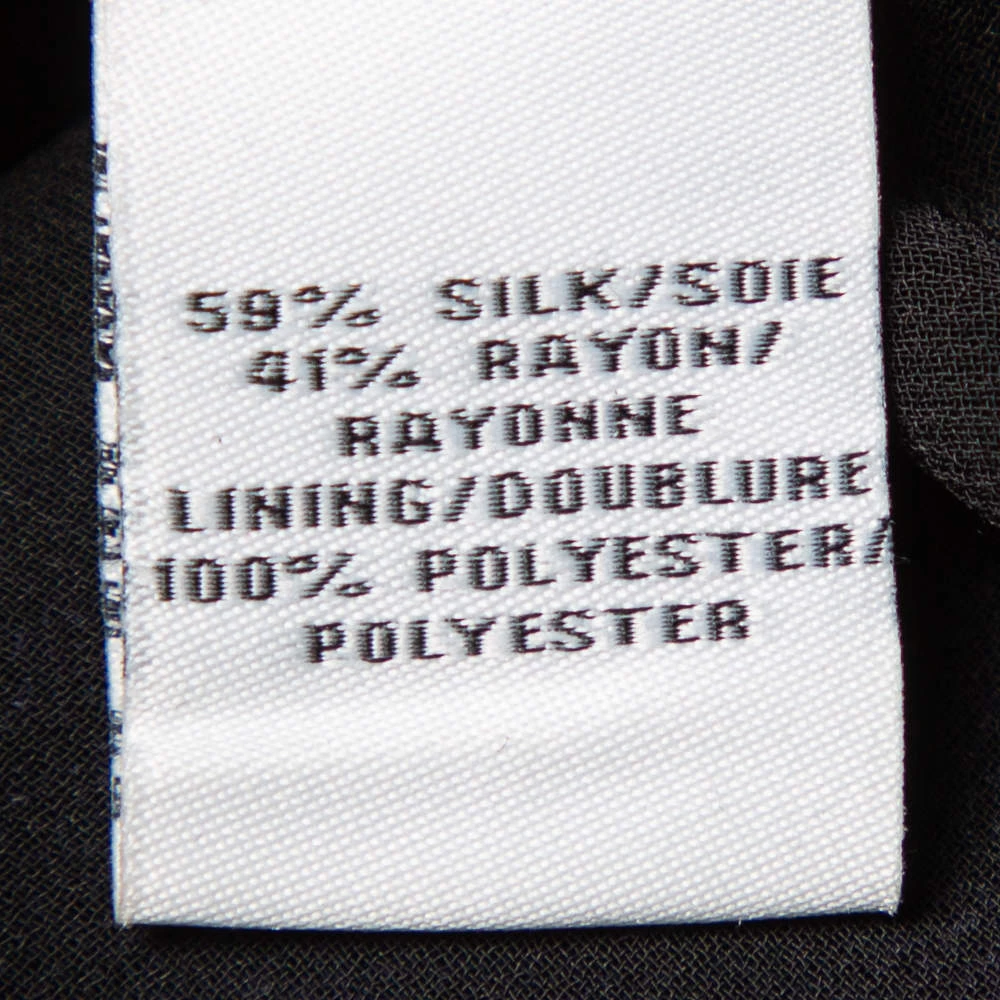 59% SILK/SOIE
41% RAYON/
RAYONNE
LINING/DOUBLURE
100% POLYESTER/
POLYESTER